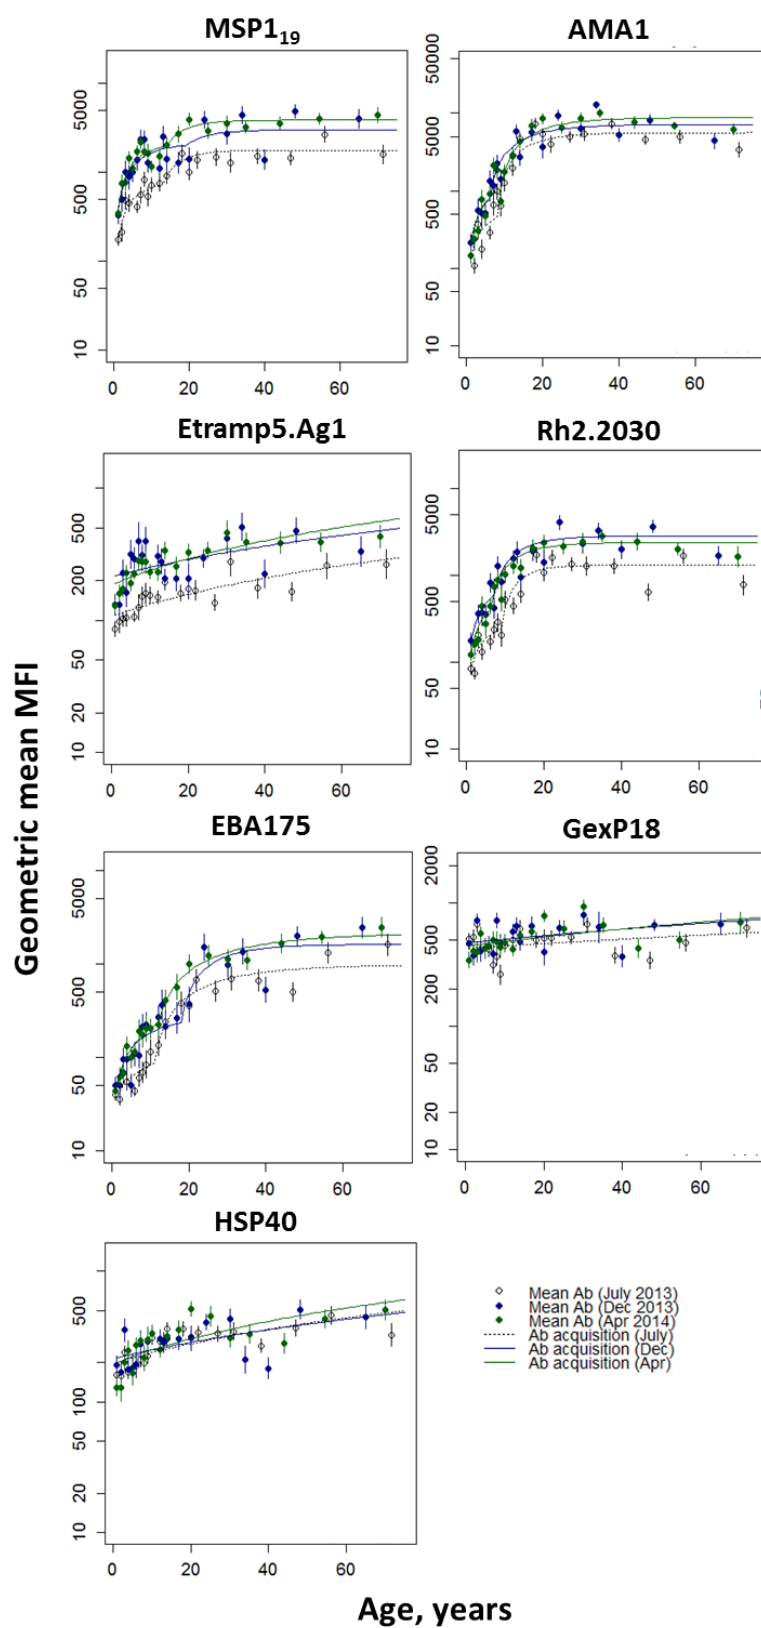 MSP1₁₉
5000
500
50
10
0 20 40 60
AMA1
50000
5000
500
50
10
0 20 40 60
Etramp5.Ag1
500
200
50
20
10
0 20 40 60
Rh2.2030
5000
500
50
10
0 20 40 60
Geometric mean MFI
EBA175
5000
500
50
10
0 20 40 60
GexP18
2000
500
200
50
20
10
0 20 40 60
HSP40
500
200
100
50
20
10
0 20 40 60
Mean Ab (July 2013)
Mean Ab (Dec 2013)
Mean Ab (Apr 2014)
Ab acquisition (July)
Ab acquisition (Dec)
Ab acquisition (Apr)
Age, years